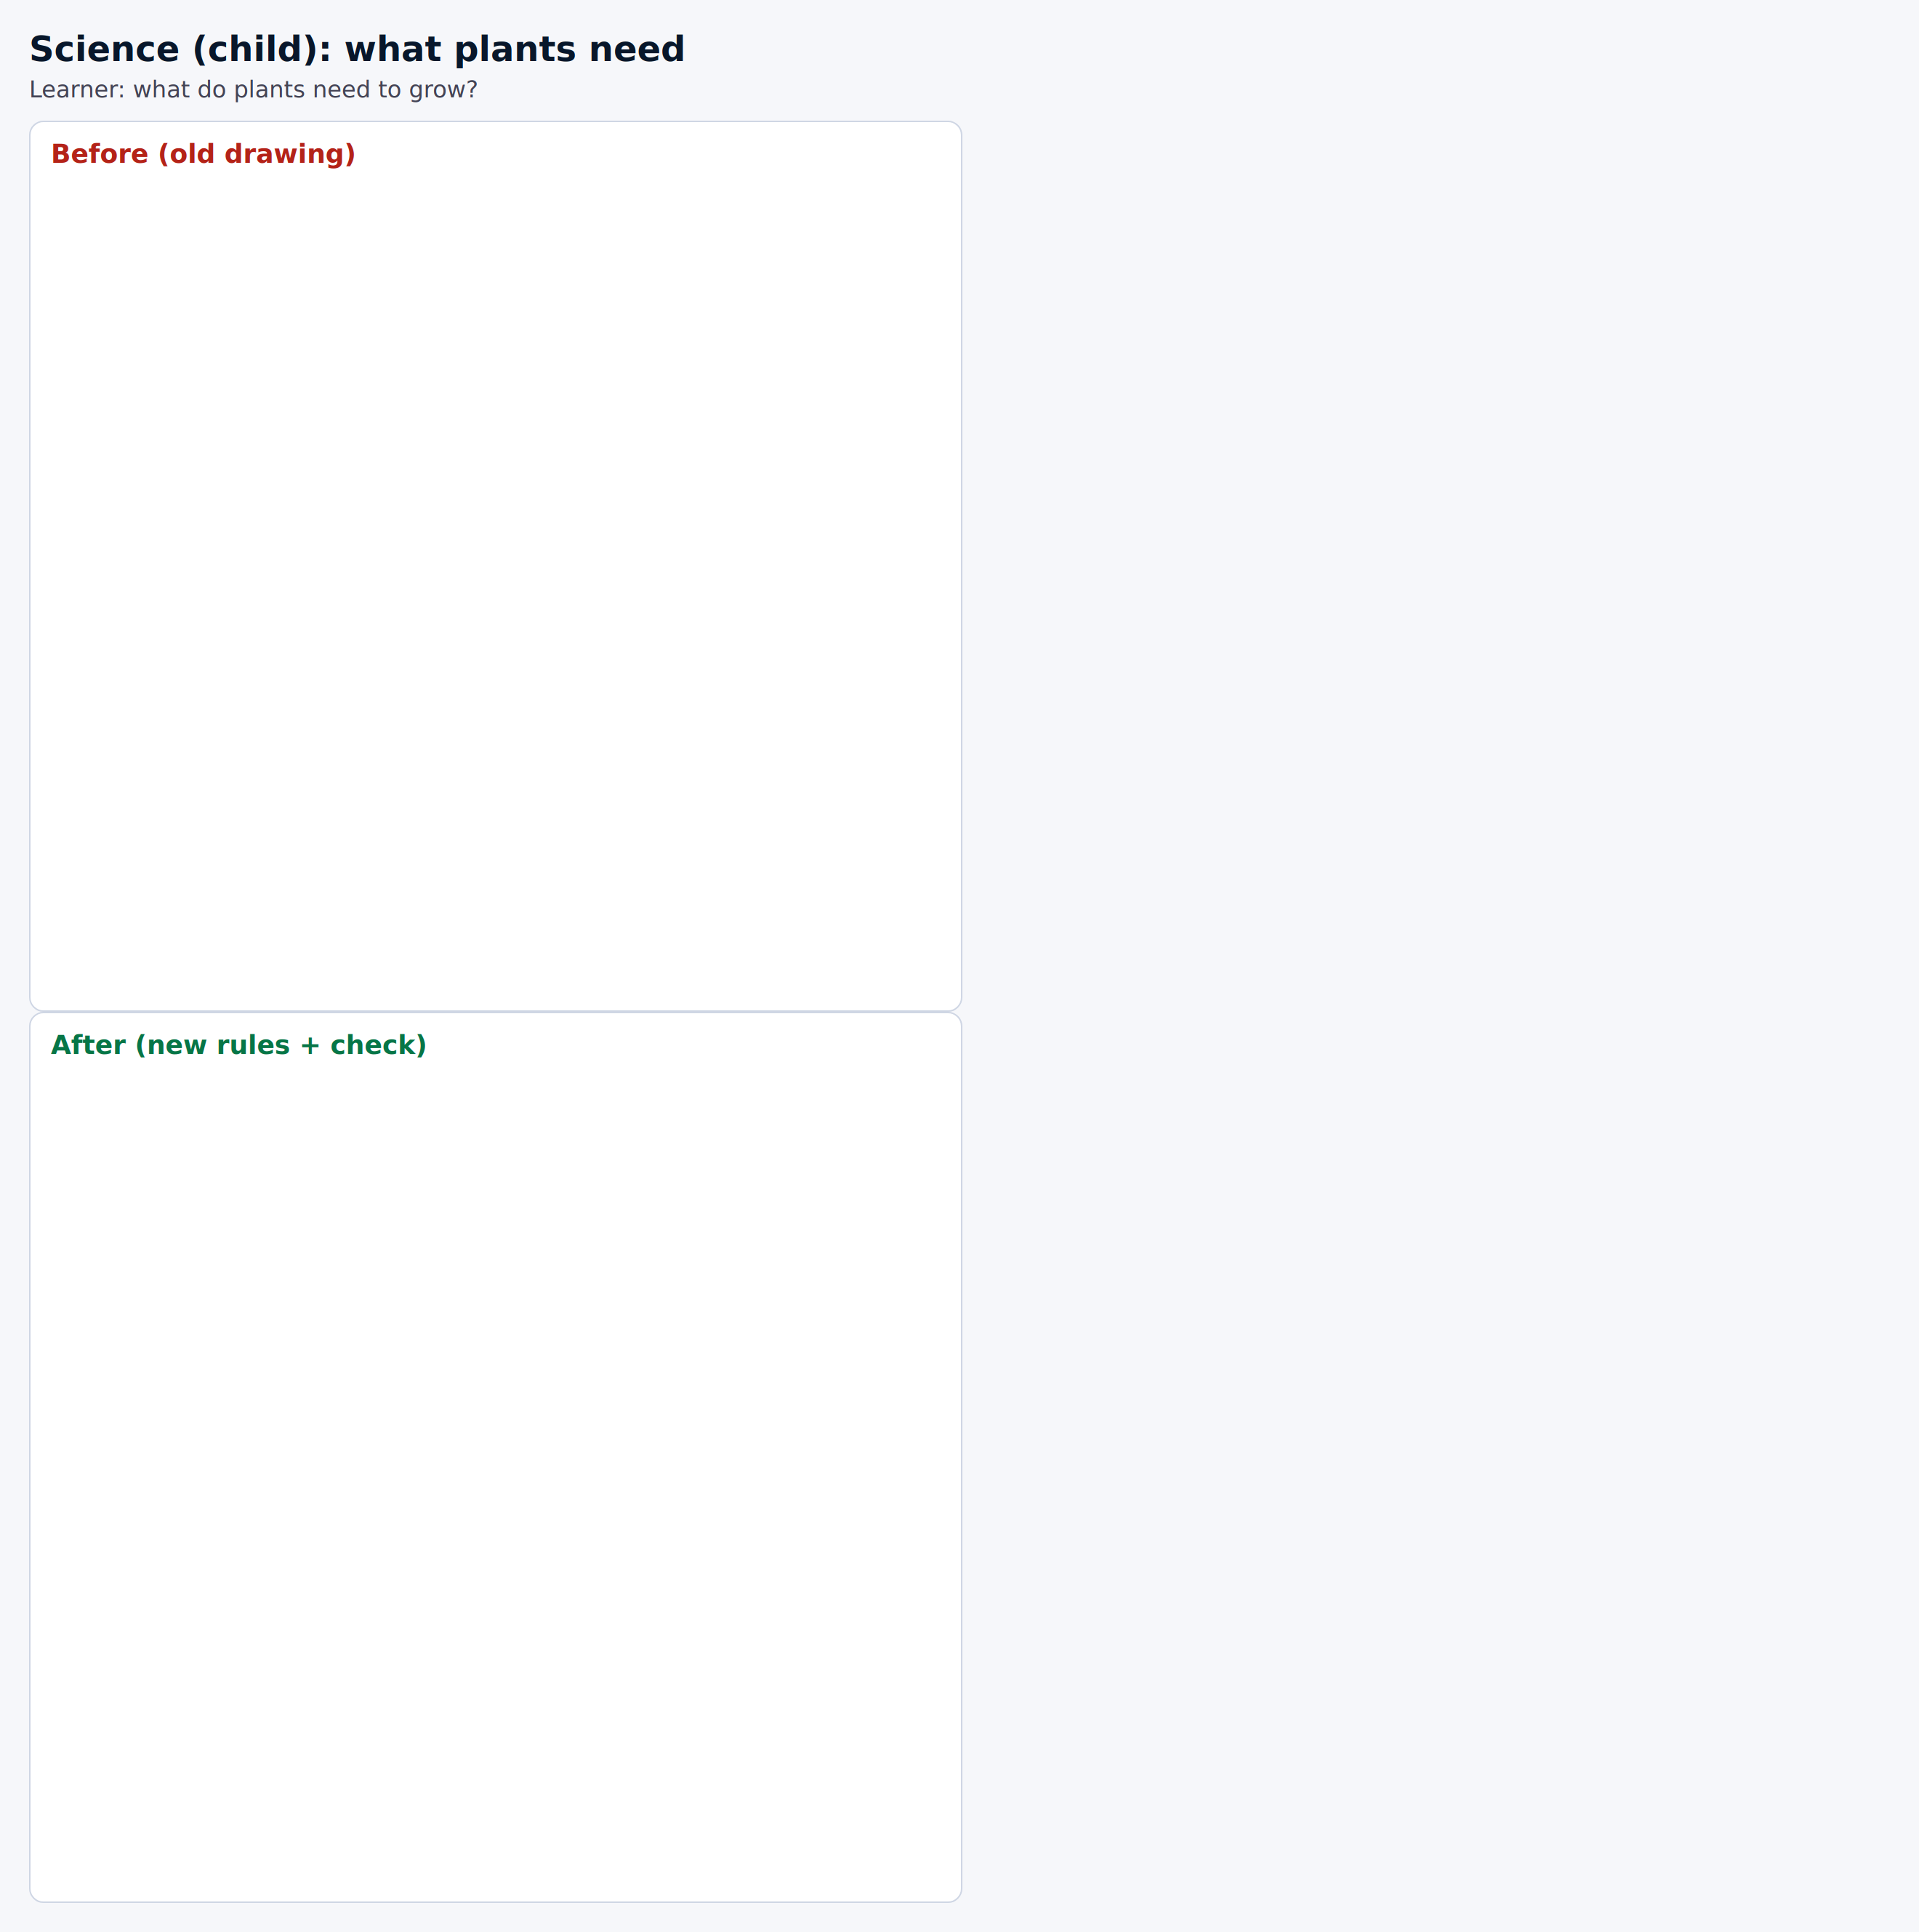 Science (child): what plants need
Learner: what do plants need to grow?
Before (old drawing)
After (new rules + check)